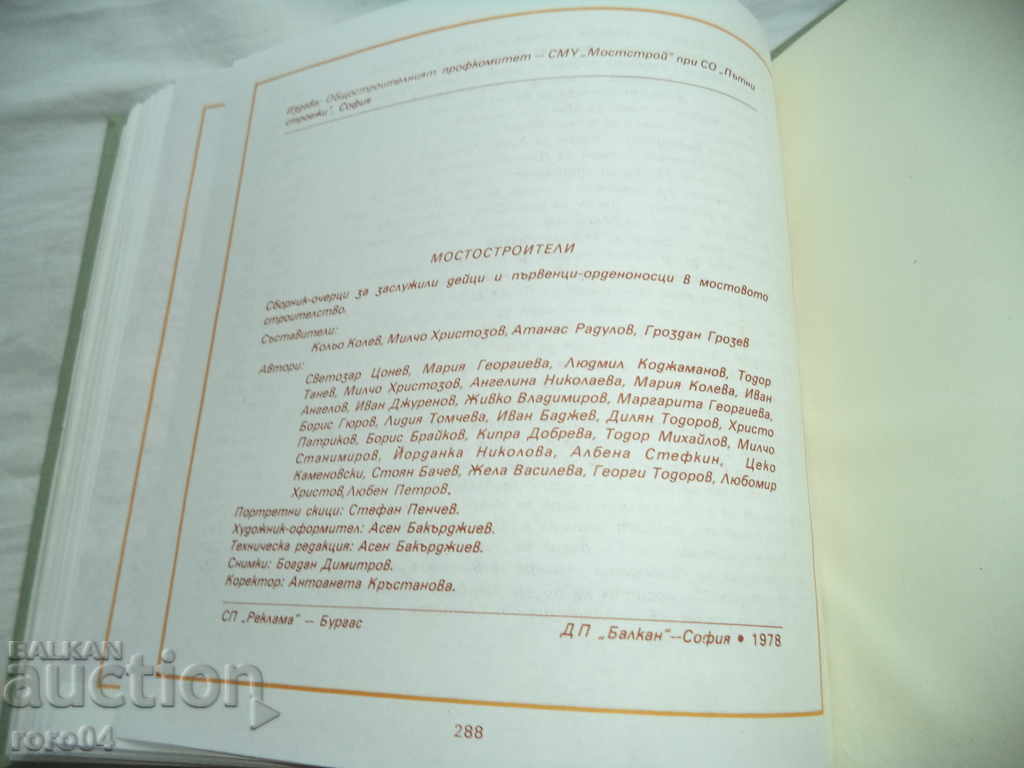 Издава: Общостроителният профкомитет — СМУ „Мостстрой" при СО „Пътни
строежи", София
МОСТОСТРОИТЕЛИ
Сборник-очерци за заслужили дейци и първенци-орденоносци в мостовото
строителство.
Съставители:
Кольо Колев, Милчо Христозов, Атанас Радулов, Гроздан Грозев
Автори:
Светозар Цонев, Мария Георгиева, Людмил Коджаманов, Тодор
Танев, Милчо Христозов, Ангелина Николаева, Мария Колева, Иван
Ангелов, Иван Джуренов, Живко Владимиров, Маргарита Георгиева,
Борис Гюров, Лидия Томчева, Иван Баджев, Дилян Тодоров, Христо
Патриков, Борис Брайков, Кипра Добрева, Тодор Михайлов, Милчо
Станимиров, Йорданка Николова, Албена Стефкин, Цеко
Каменовски, Стоян Бачев, Жела Василева, Георги Тодоров, Любомир
Христов, Любен Петров.
Портретни скици: Стефан Пенчев.
Художник-оформител: Асен Бакърджиев.
Техническа редакция: Асен Бакърджиев.
Снимки: Богдан Димитров.
Коректор: Антоанета Кръстанова.
СП „Реклама" — Бургас
ДП „Балкан"—София • 1978
288
BALKAN
auction
roro04